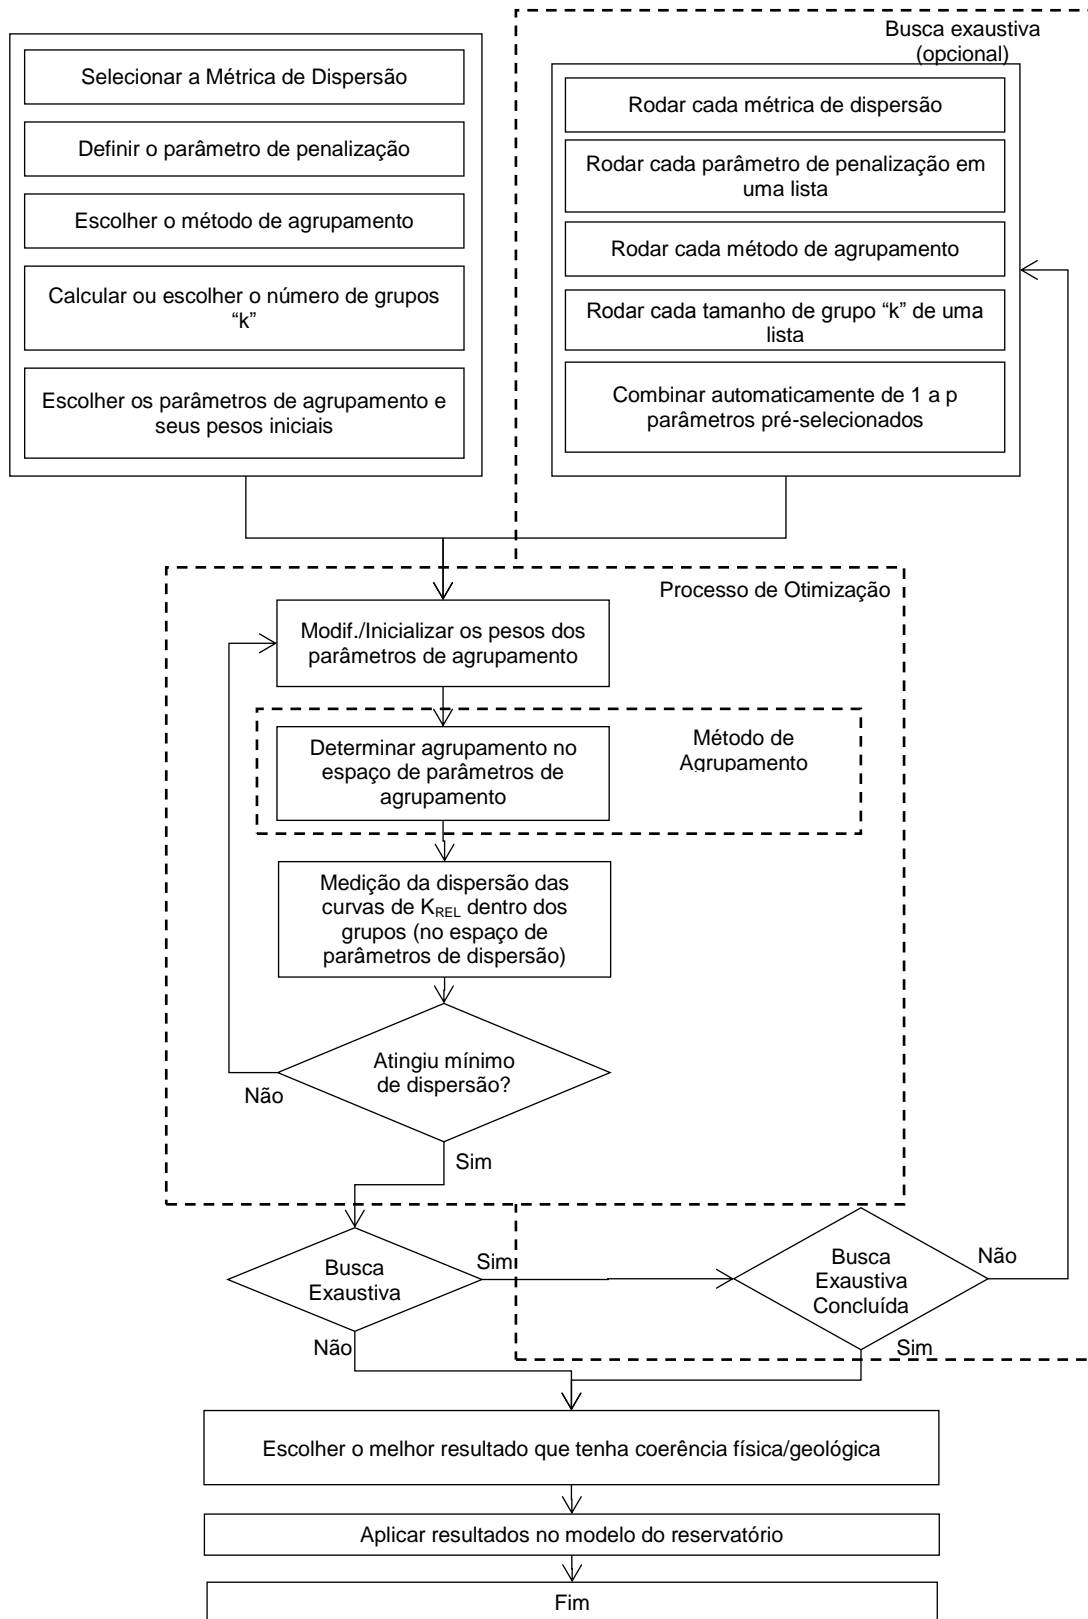 Selecionar a Métrica de Dispersão
Definir o parâmetro de penalização
Escolher o método de agrupamento
Calcular ou escolher o número de grupos
“k”
Escolher os parâmetros de agrupamento e
seus pesos iniciais
Busca exaustiva
(opcional)
Rodar cada métrica de dispersão
Rodar cada parâmetro de penalização em
uma lista
Rodar cada método de agrupamento
Rodar cada tamanho de grupo “k” de uma
lista
Combinar automaticamente de 1 a p
parâmetros pré-selecionados
Processo de Otimização
Modif./Inicializar os pesos dos
parâmetros de agrupamento
Determinar agrupamento no
espaço de parâmetros de
agrupamento
Método de
Agrupamento
Medição da dispersão das
curvas de KREL dentro dos
grupos (no espaço de
parâmetros de dispersão)
Atingiu mínimo
de dispersão?
Não
Sim
Busca
Exaustiva
Sim
Não
Busca
Exaustiva
Concluída
Não
Sim
Escolher o melhor resultado que tenha coerência física/geológica
Aplicar resultados no modelo do reservatório
Fim